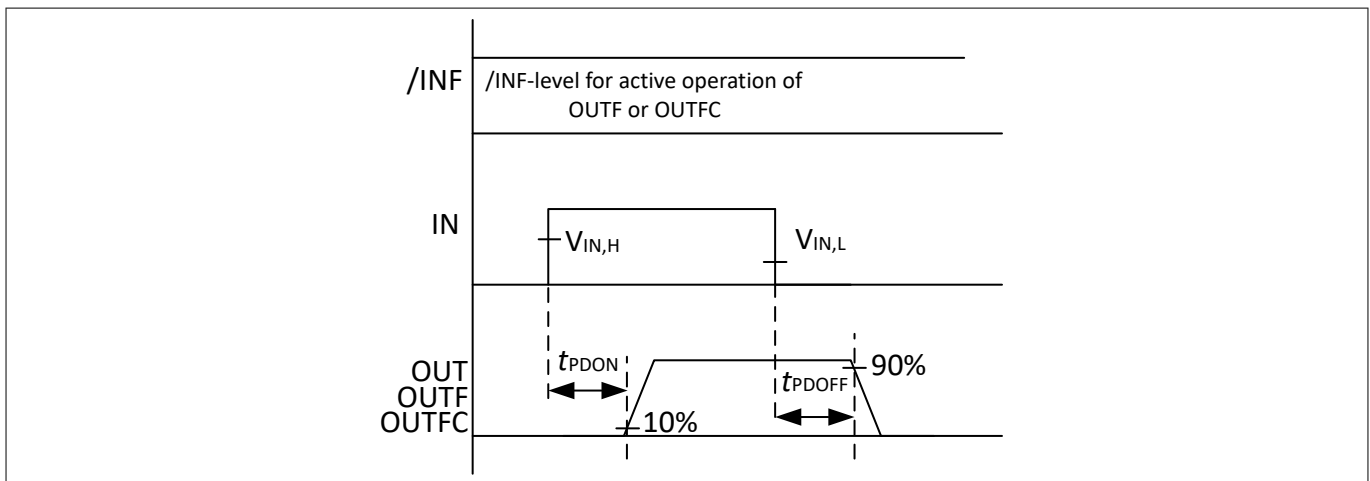 /INF
/INF-level for active operation of
OUTF or OUTFC
IN
VIN,H
VIN,L
OUT
OUTF
OUTFC
tPDON
10%
tPDOFF
90%